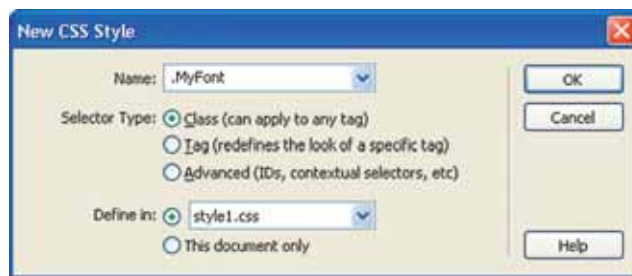 New CSS Style
Name: .MyFont
OK
Selector Type: Class (can apply to any tag)
Cancel
Tag (redefines the look of a specific tag)
Advanced (IDs, contextual selectors, etc)
Define in: style1.css
This document only
Help